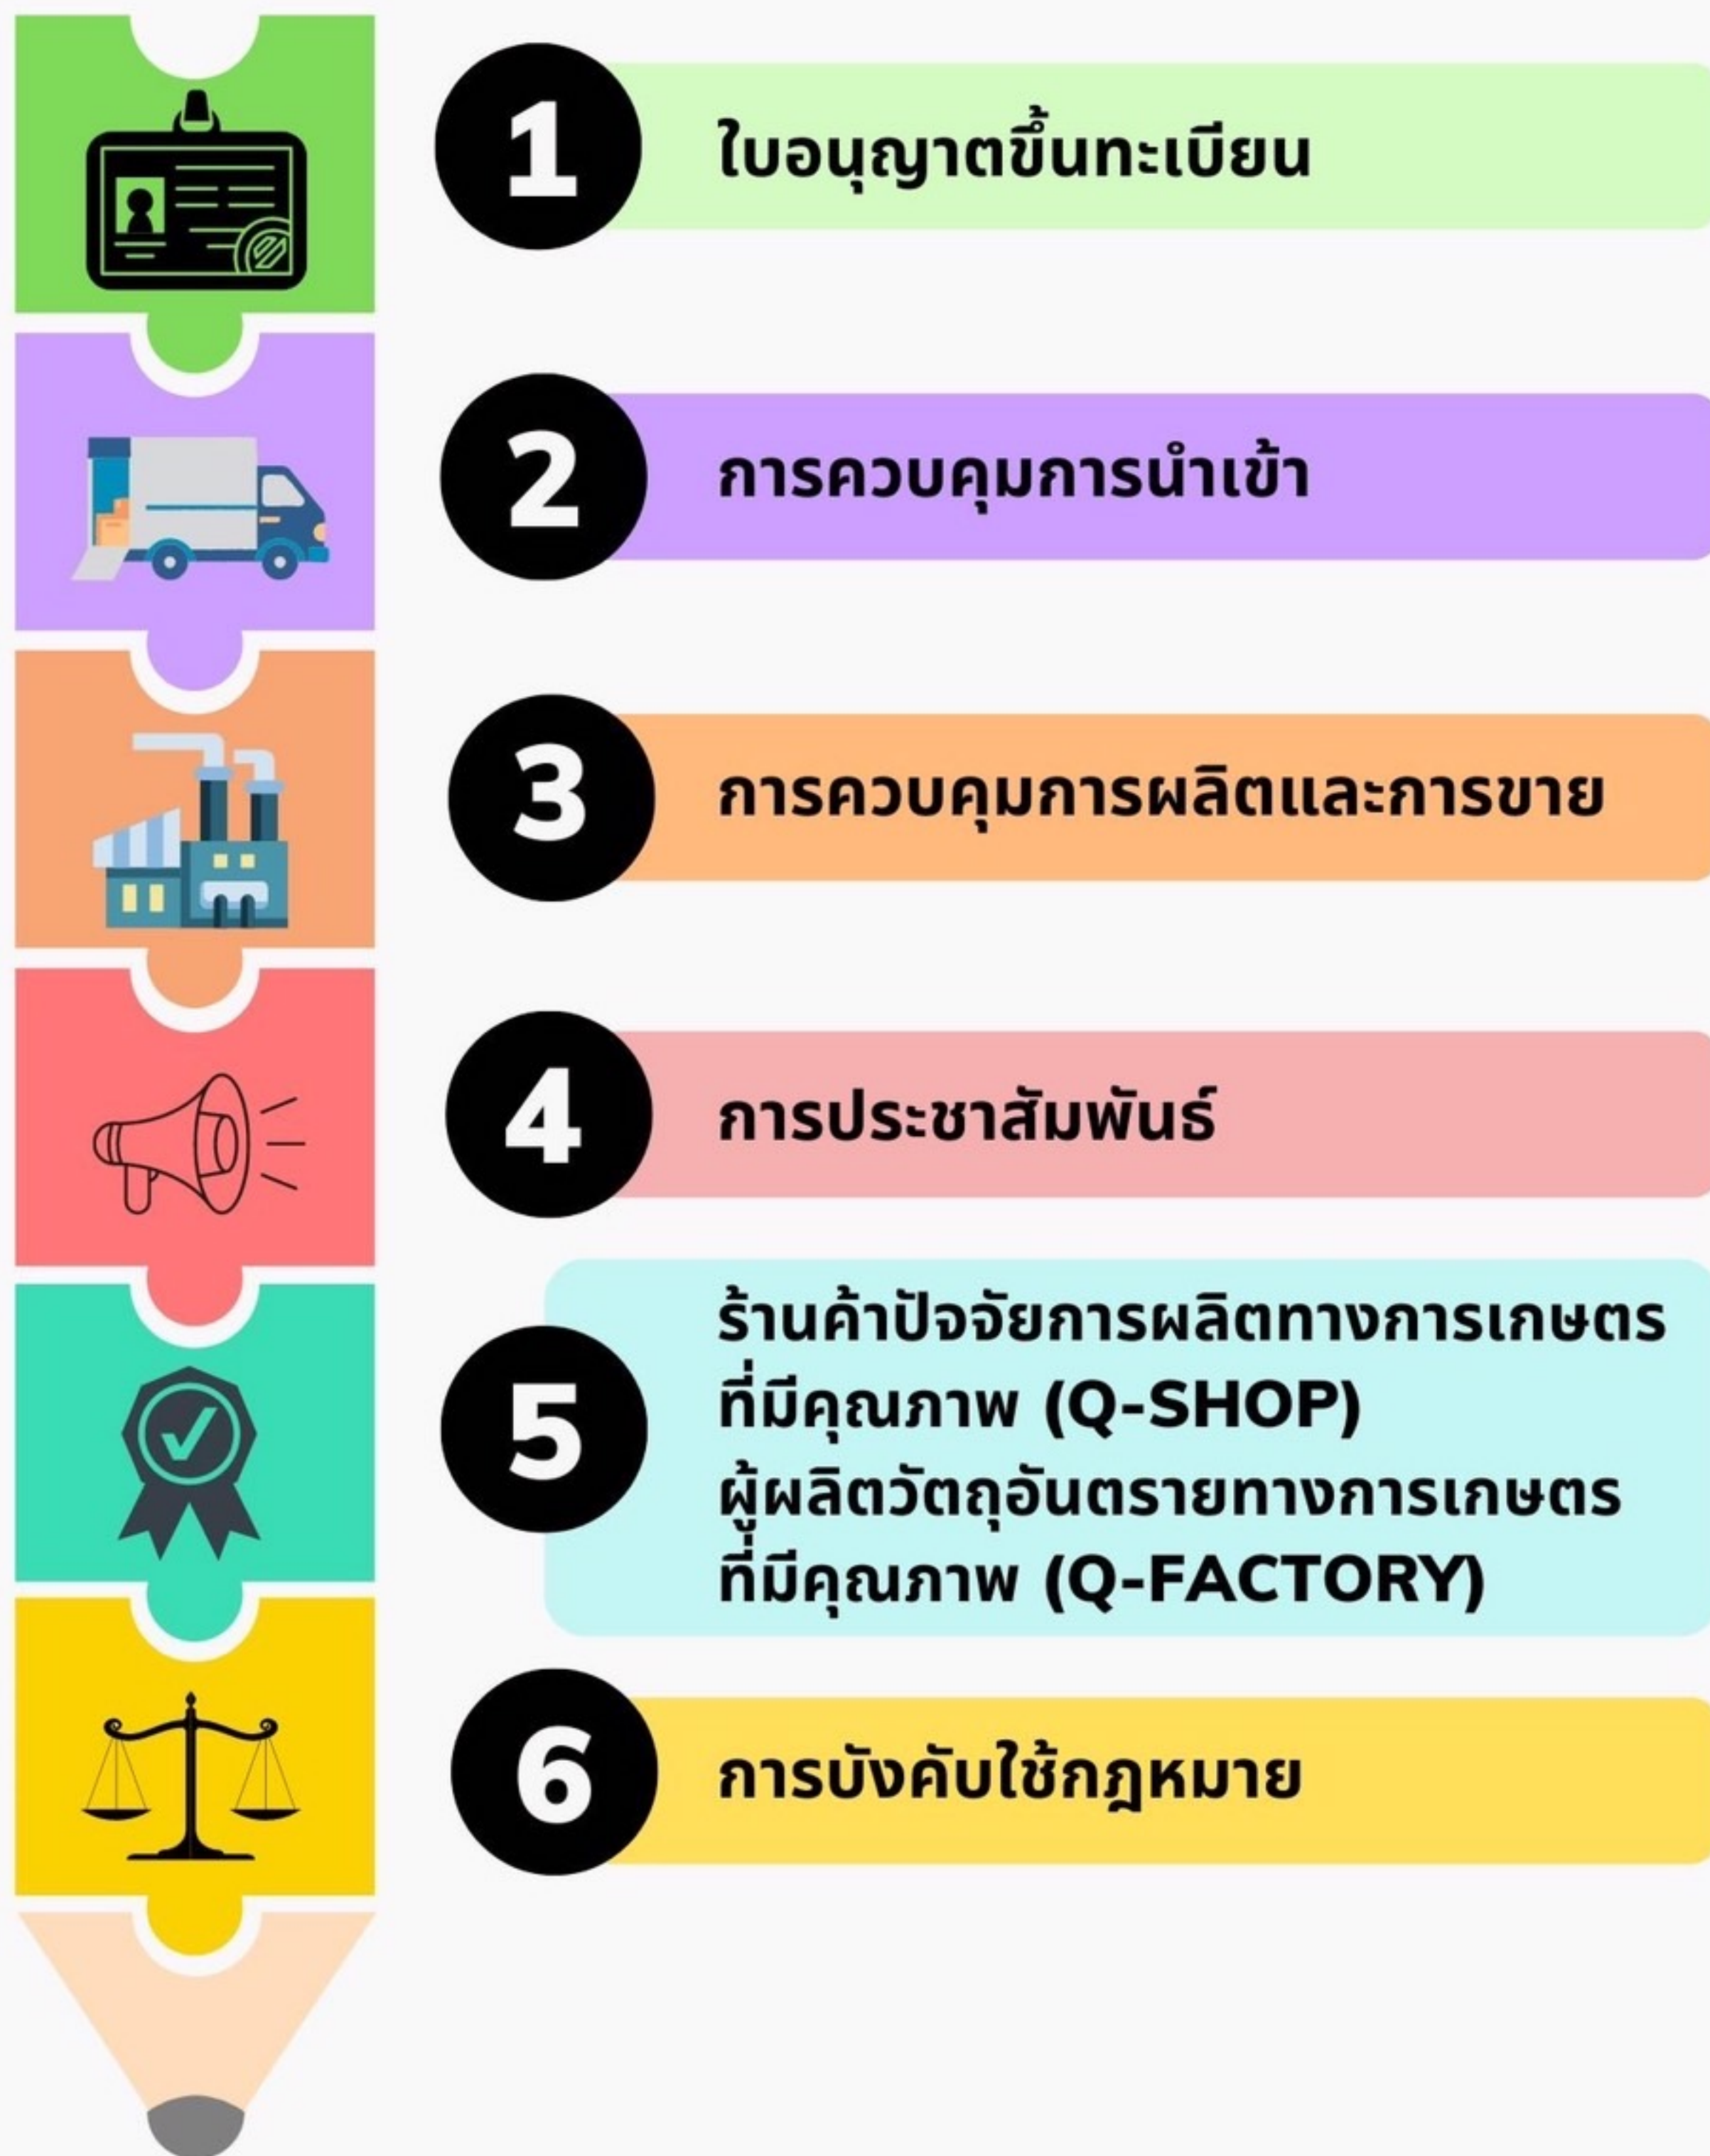 1
ใบอนุญาตขึ้นทะเบียน
2
การควบคุมการนำเข้า
3
การควบคุมการผลิตและการขาย
4
การประชาสัมพันธ์
5
ร้านค้าปัจจัยการผลิตทางการเกษตร
ที่มีคุณภาพ (Q-SHOP)
ผู้ผลิตวัตถุอันตรายทางการเกษตร
ที่มีคุณภาพ (Q-FACTORY)
6
การบังคับใช้กฎหมาย